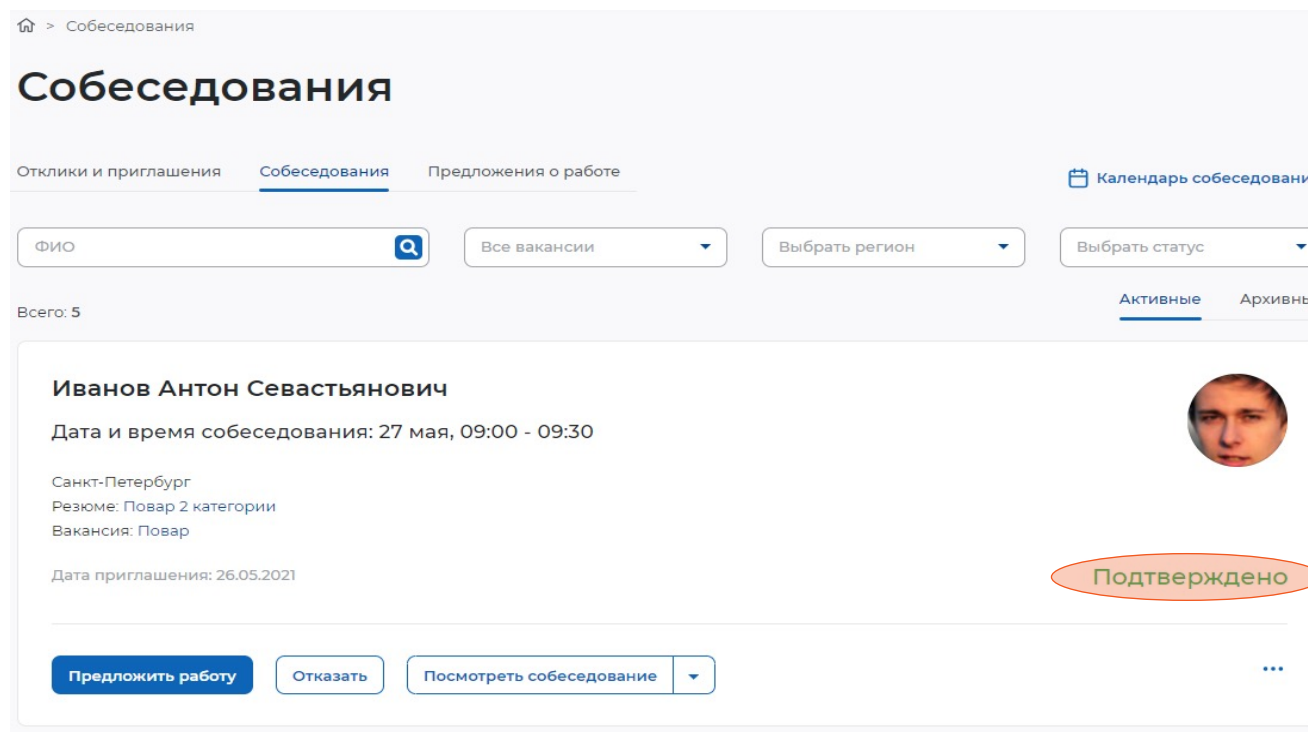 > Собеседования
Собеседования
Отклики и приглашения Собеседования Предложения о работе
Календарь собеседовани
ФИО Все вакансии Выбрать регион Выбрать статус
Активные Архивны
Всего: 5
Иванов Антон Севастьянович
Дата и время собеседования: 27 мая, 09:00 - 09:30
Санкт-Петербург
Резюме: Повар 2 категории
Вакансия: Повар
Дата приглашения: 26.05.2021 Подтверждено
Предложить работу Отказать Посмотреть собеседование